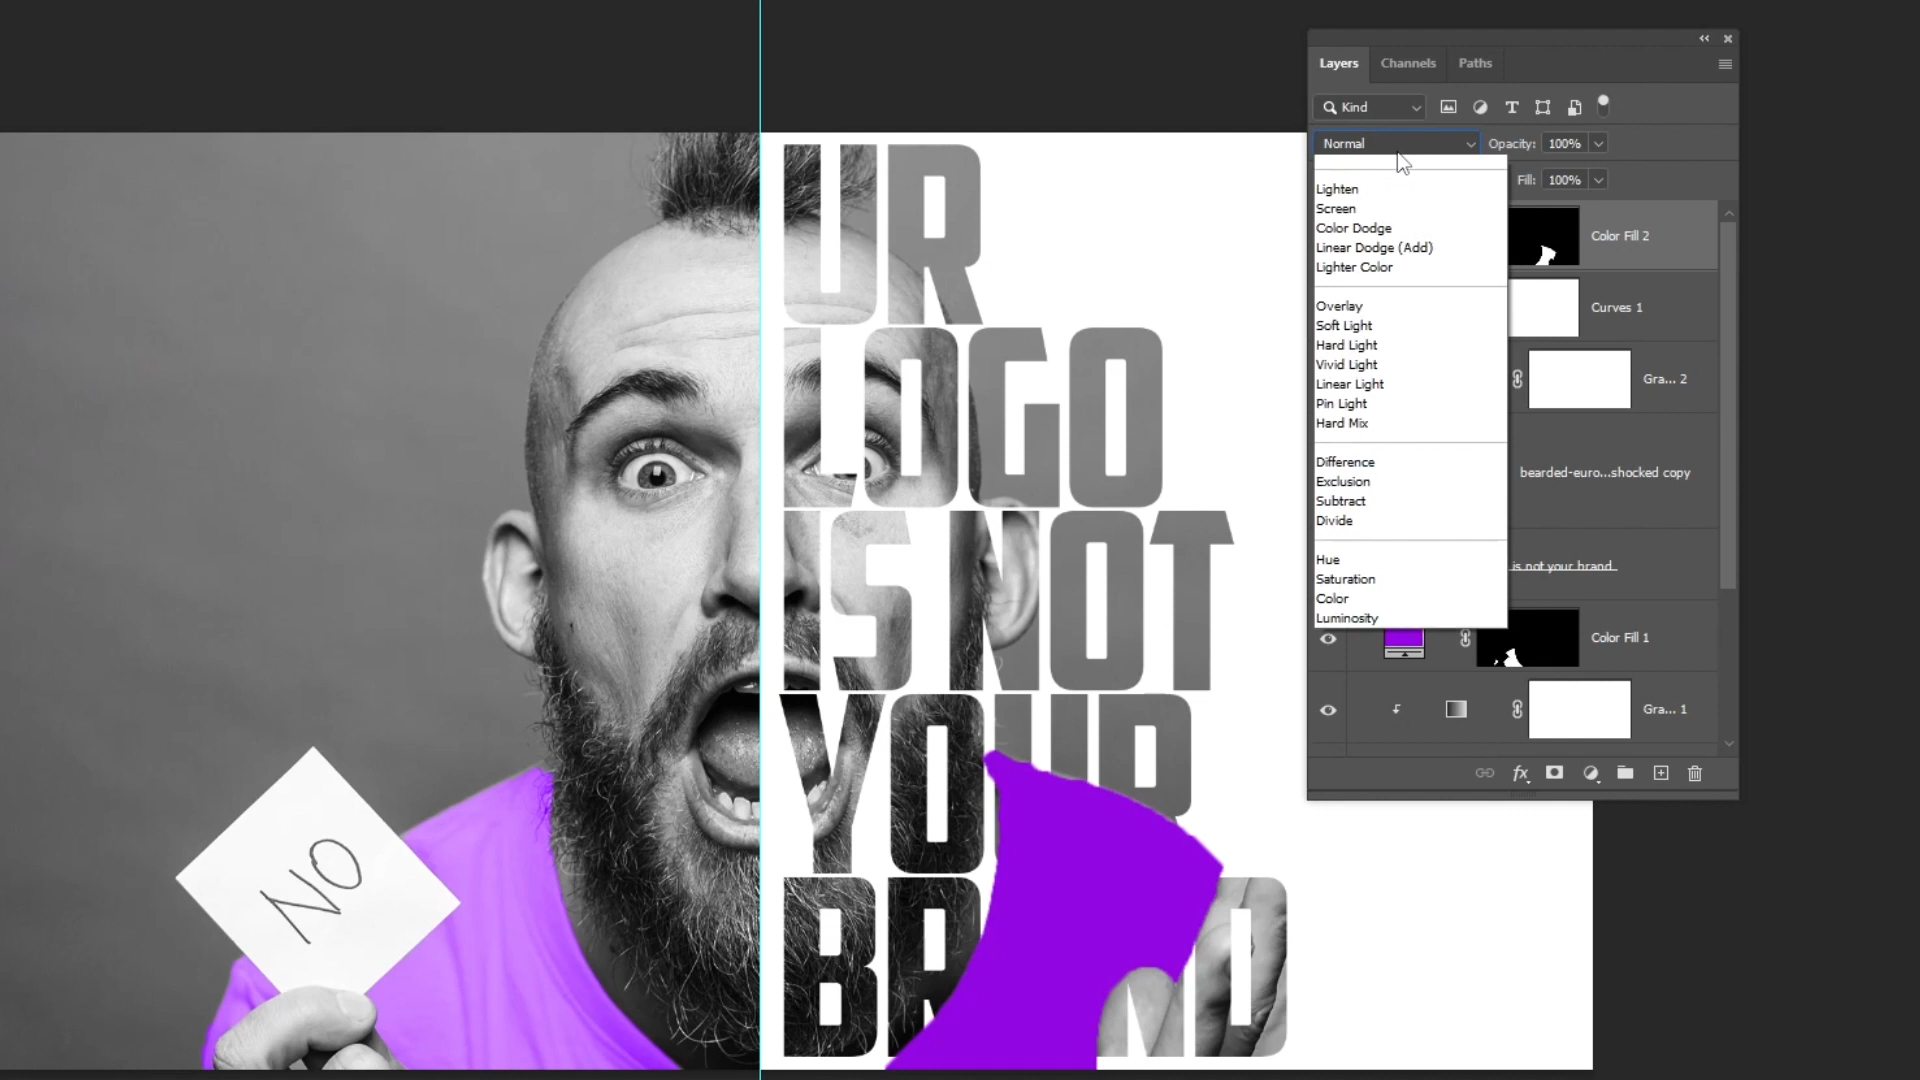 Layers Channels Paths
Kind
Normal Opacity: 100%
Fill: 100%
Lighten
Screen
Color Dodge
Linear Dodge (Add)
Lighter Color
Overlay
Soft Light
Hard Light
Vivid Light
Linear Light
Pin Light
Hard Mix
Difference
Exclusion
Subtract
Divide
Hue
Saturation
Color
Luminosity
Color Fill 2
Curves 1
Gra... 2
bearded-euro...shocked copy
is not your brand
Color Fill 1
Gra... 1
fx
UR
LOGO
IS NOT
YOUR
BRAND
NO